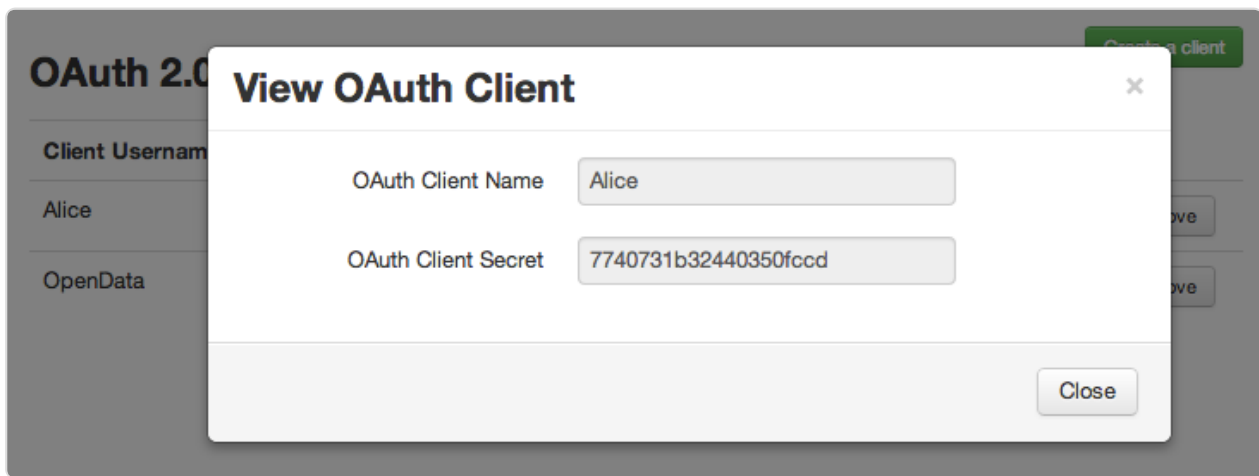 Create a client
OAuth 2.0
View OAuth Client
×
Client Usernam
OAuth Client Name Alice
Alice
OAuth Client Secret 7740731b32440350fccd
OpenData
Close